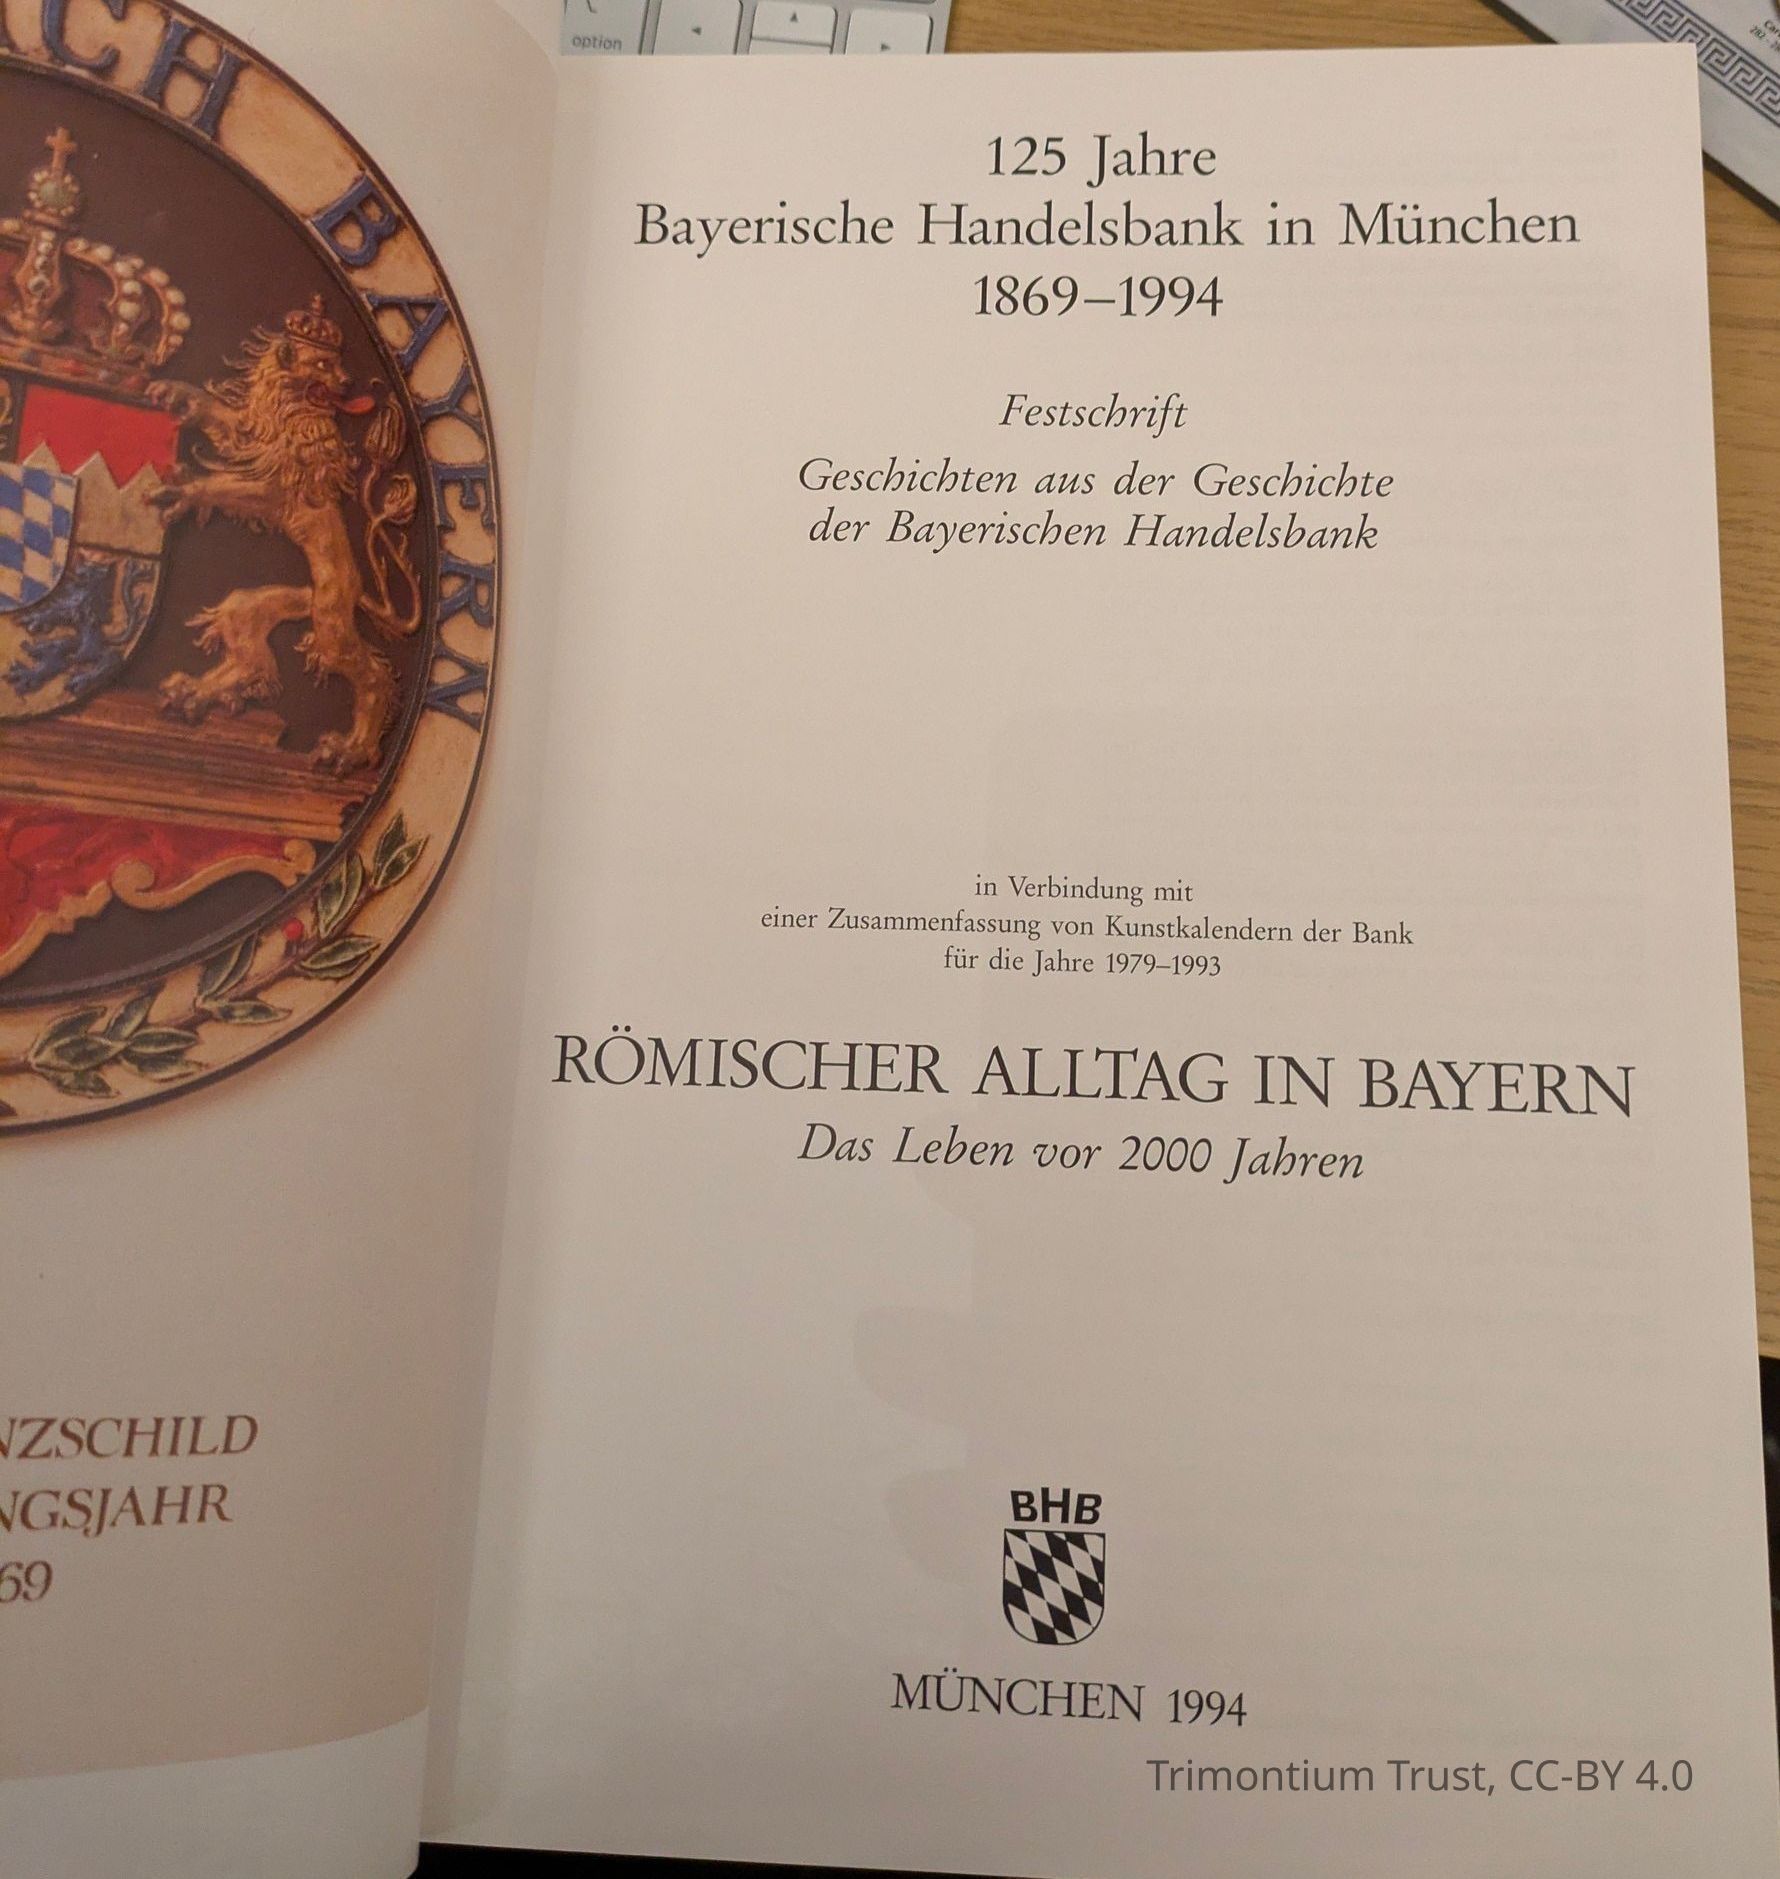 option
BAYERN
NZSCHILD
NGSJAHR
69
125 Jahre
Bayerische Handelsbank in München
1869–1994
Festschrift
Geschichten aus der Geschichte
der Bayerischen Handelsbank
in Verbindung mit
einer Zusammenfassung von Kunstkalendern der Bank
für die Jahre 1979–1993
RÖMISCHER ALLTAG IN BAYERN
Das Leben vor 2000 Jahren
BHB
MÜNCHEN 1994
Trimontium Trust, CC-BY 4.0